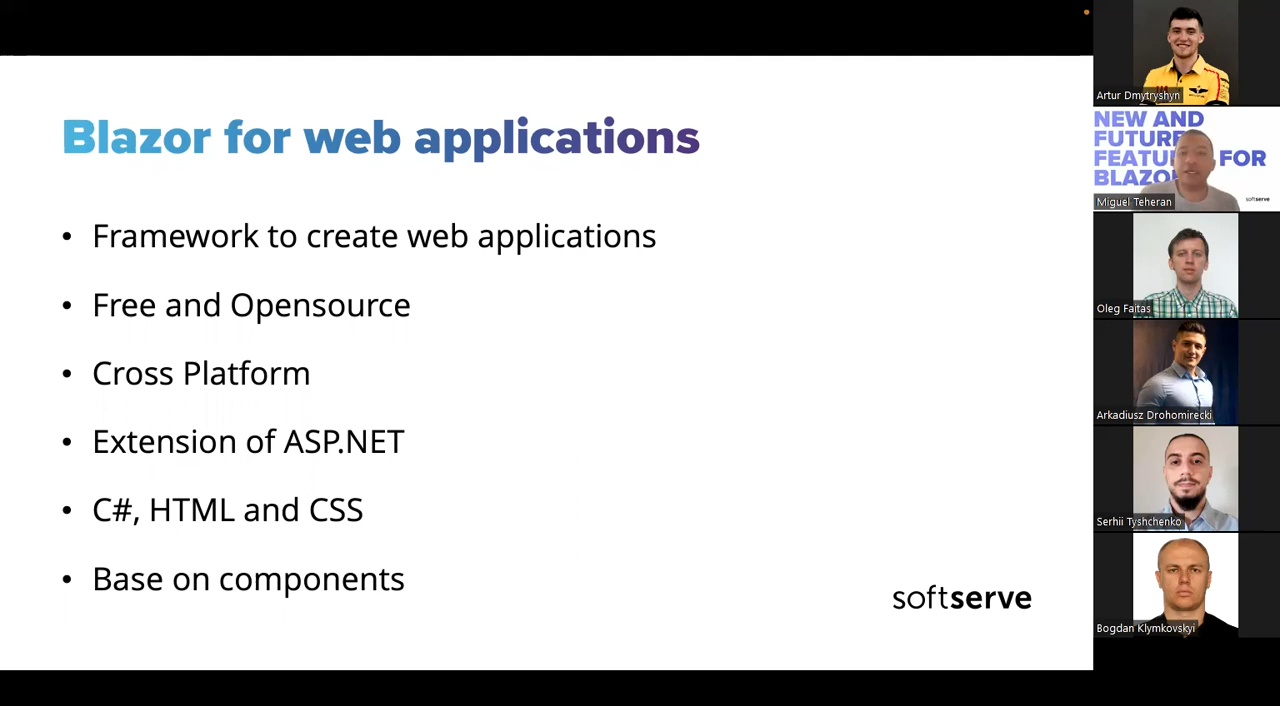 Blazor for web applications
• Framework to create web applications
• Free and Opensource
• Cross Platform
• Extension of ASP.NET
• C#, HTML and CSS
• Base on components
softserve
Artur Dmytryshyn
NEW AND
FUTURE
FEATU FOR
BLAZO
softserve
Miguel Teheran
Oleg Faitas
Arkadiusz Drohomirecki
Serhii Tyshchenko
Bogdan Klymkovskyi